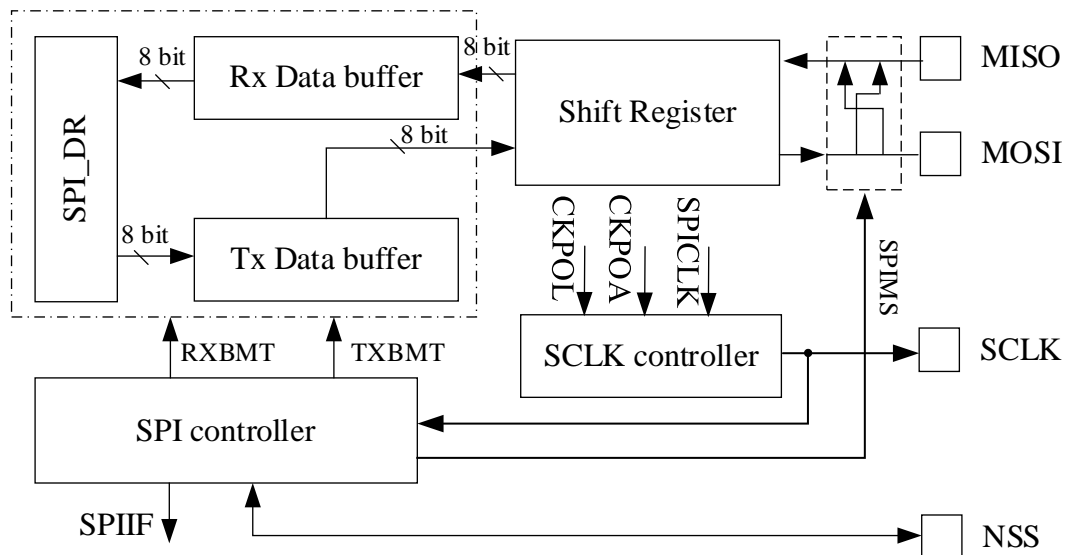 8 bit
Rx Data buffer
8 bit
Shift Register
MISO
MOSI
SPI_DR
8 bit
8 bit
Tx Data buffer
CKPOL
CKPOA
SPICLK
SPIMS
RXBMT
TXBMT
SCLK controller
SCLK
SPI controller
SPIIF
NSS